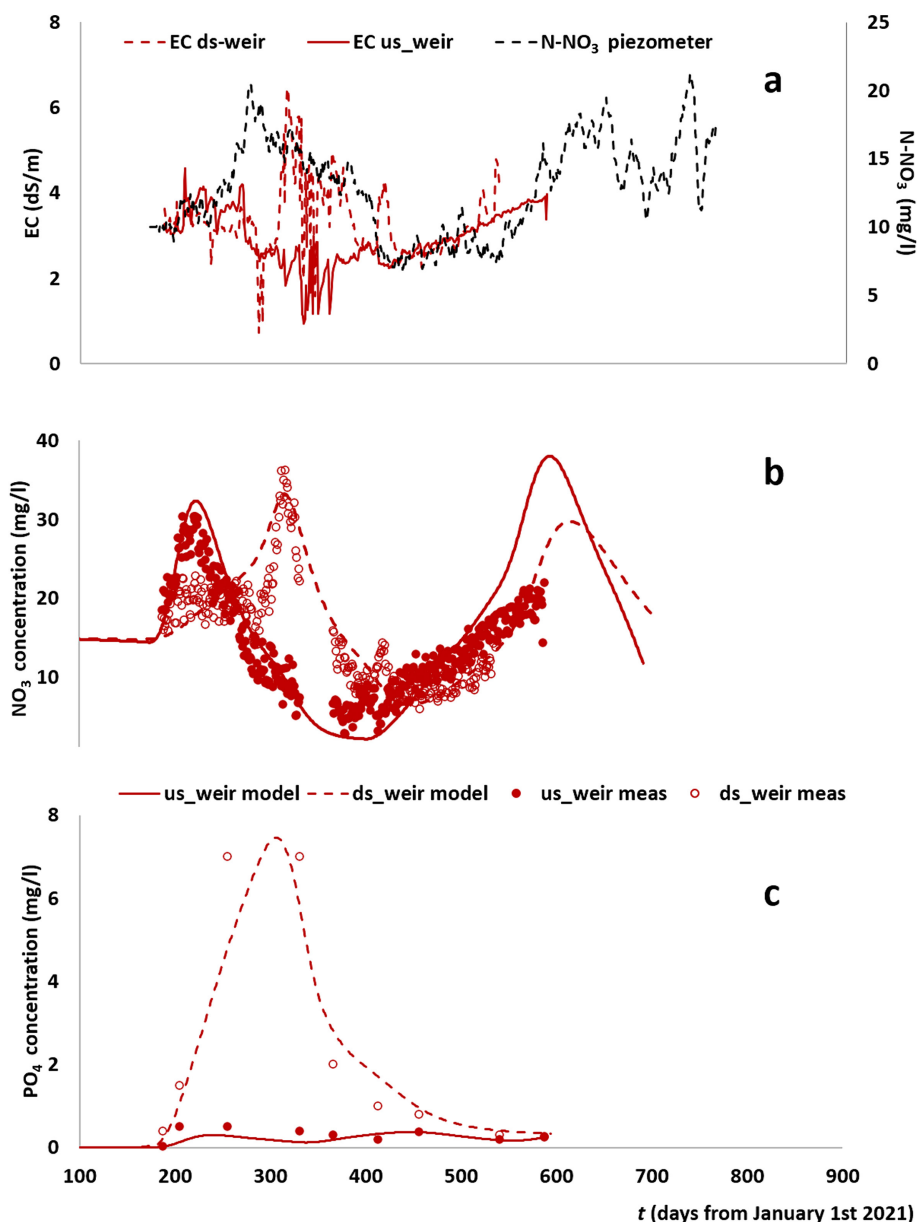 8
25
EC ds-weir EC us_weir N-NO3 piezometer
a
6
20
EC (dS/m)
15
N-NO3 (mg/l)
4
10
2
5
0
0
40
b
30
NO3 concentration (mg/l)
20
10
us_weir model ds_weir model us_weir meas ds_weir meas
8
c
6
PO4 concentration (mg/l)
4
2
0
100 200 300 400 500 600 700 800 900
t (days from January 1st 2021)